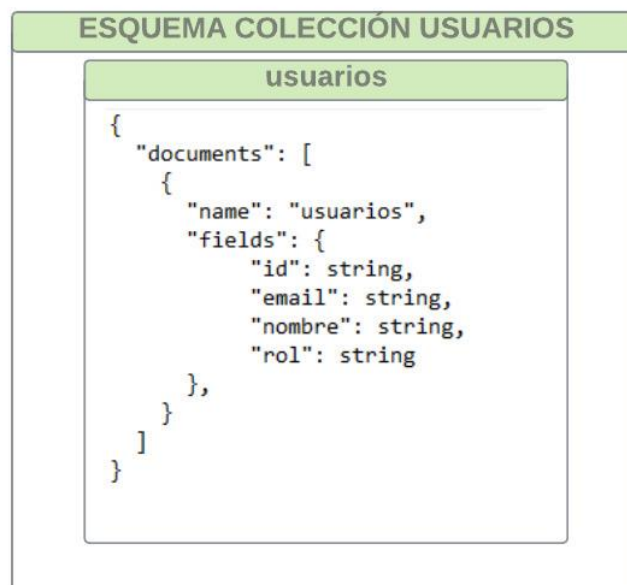 ESQUEMA COLECCIÓN USUARIOS
usuarios
{
"documents": [
{
"name": "usuarios",
"fields": {
"id": string,
"email": string,
"nombre": string,
"rol": string
},
}
]
}